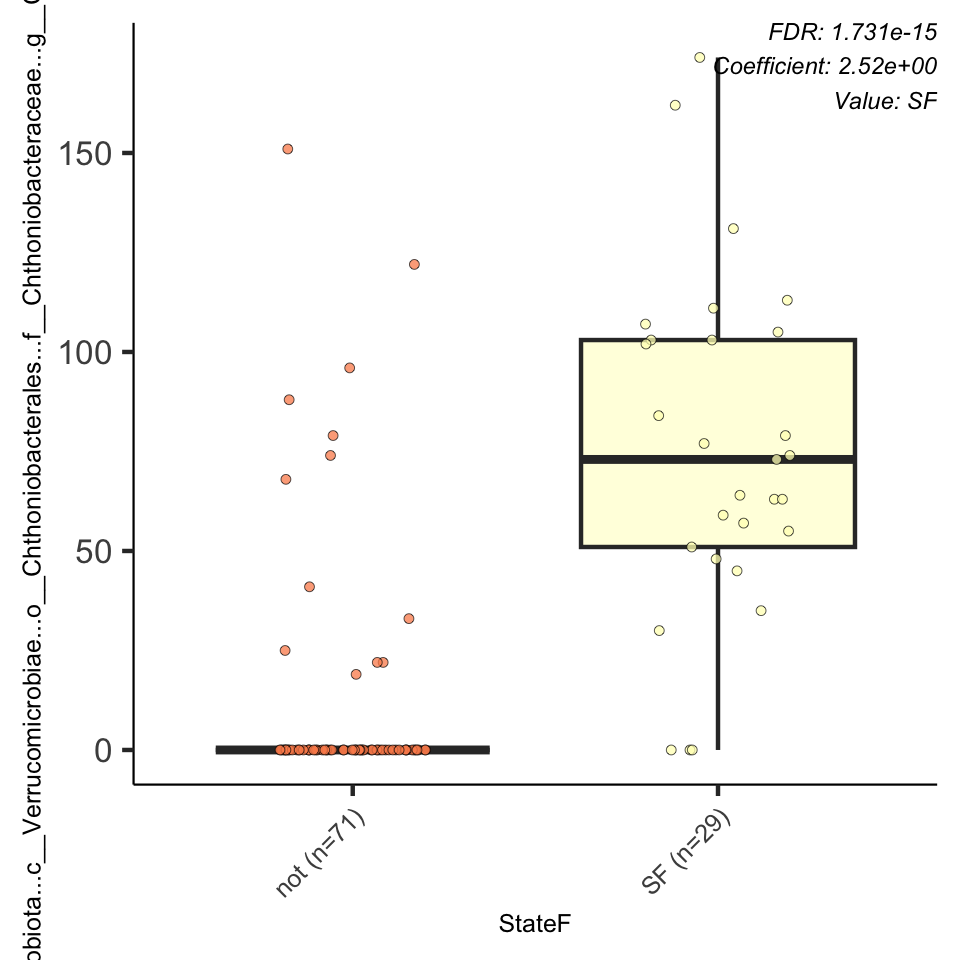 FDR: 1.731e-15
Coefficient: 2.52e+00
Value: SF
obiota...c__Verrucomicrobiae...o__Chthoniobacterales...f__Chthoniobacteraceae...g__
150
100
50
0
not (n=71)
SF (n=29)
StateF